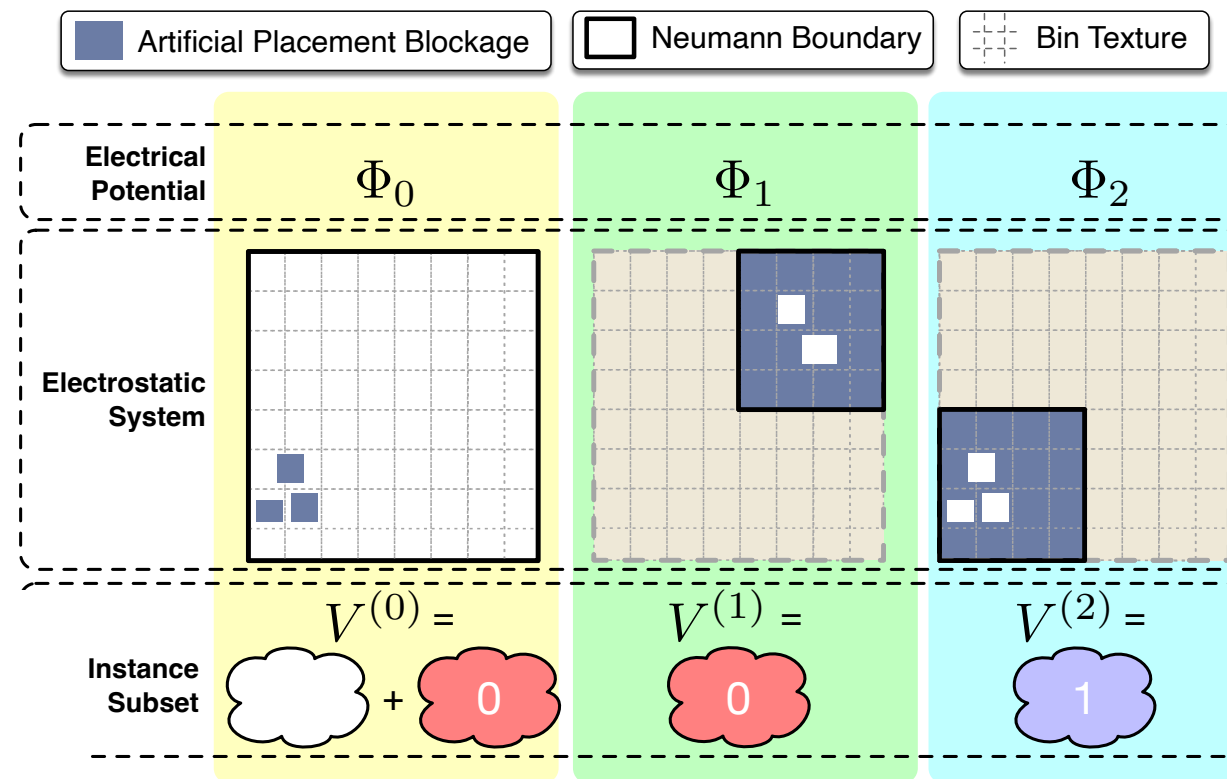 Artificial Placement Blockage
Neumann Boundary
Bin Texture
Electrical
Potential
Φ₀
Φ₁
Φ₂
Electrostatic
System
V⁽⁰⁾ =
V⁽¹⁾ =
V⁽²⁾ =
Instance
Subset
+ 0
0
1